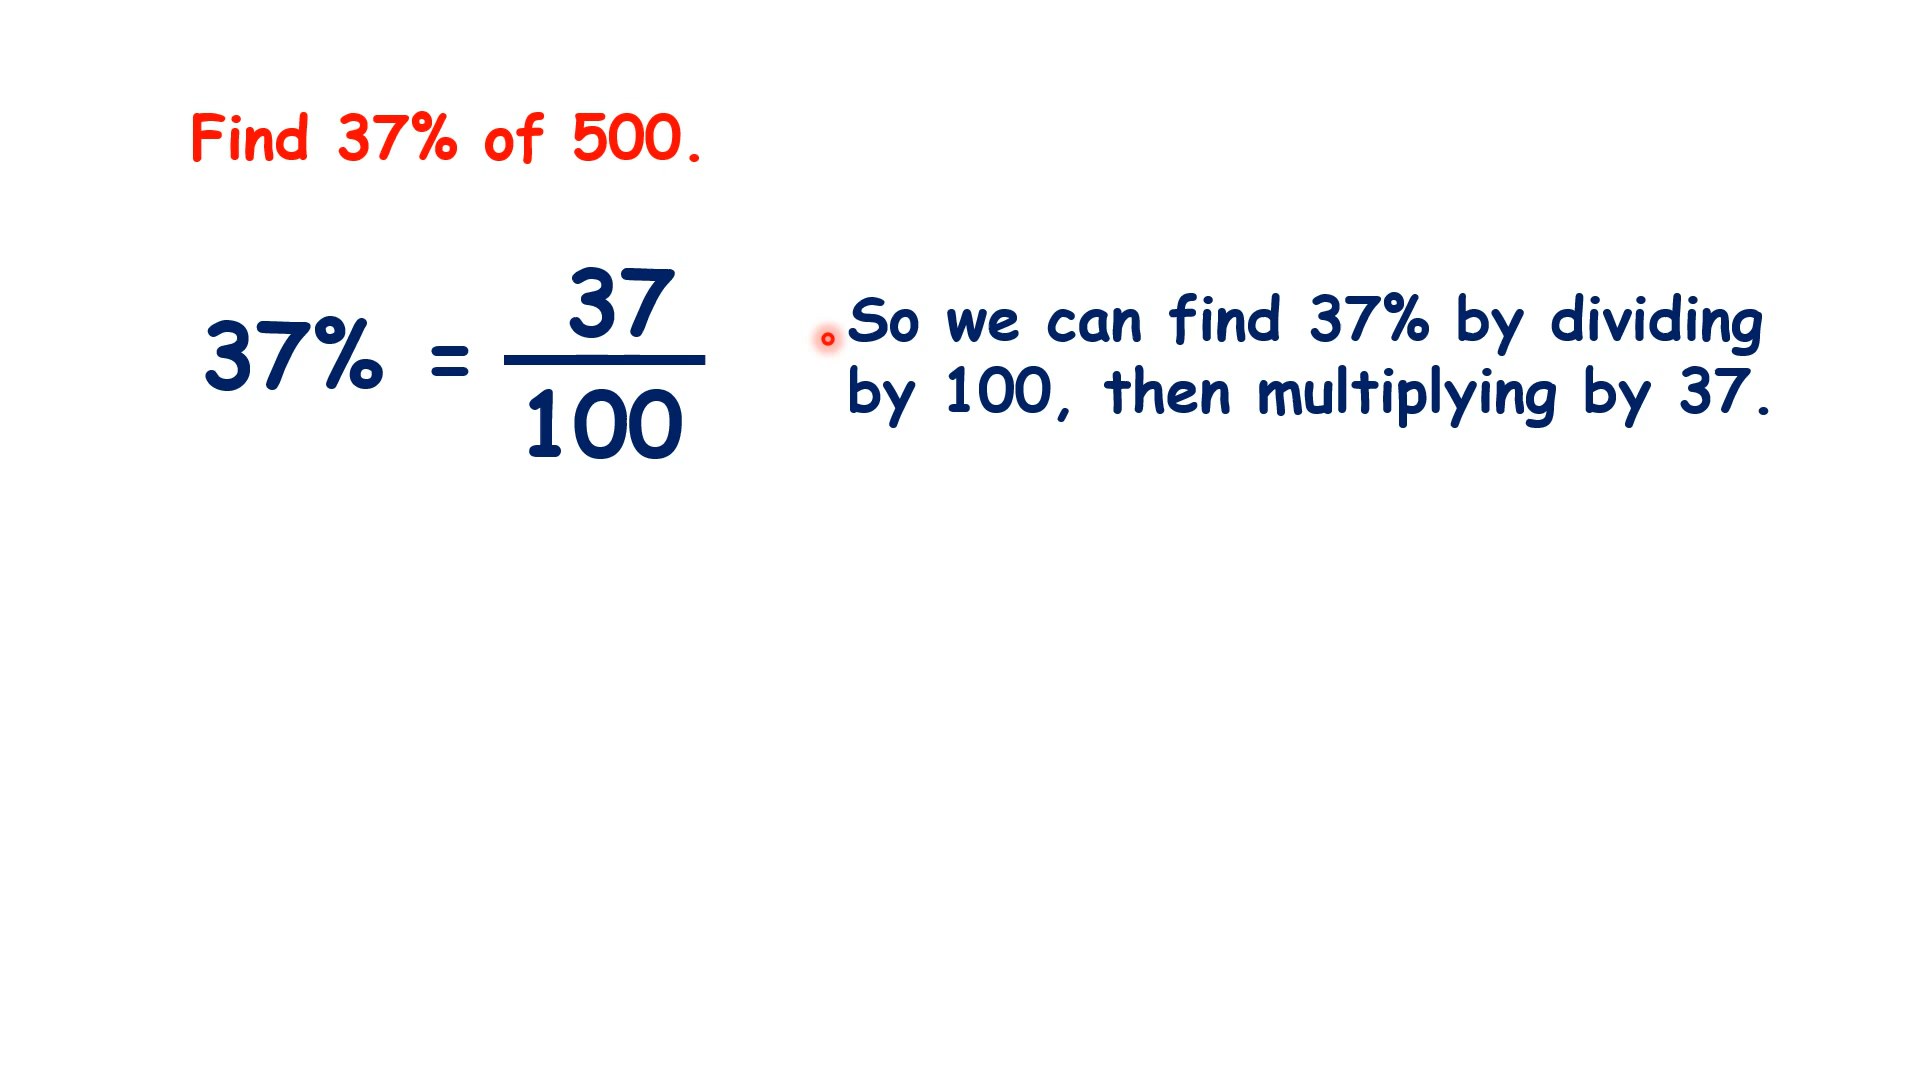 Find 37% of 500.
37% = 37/100
So we can find 37% by dividing
by 100, then multiplying by 37.